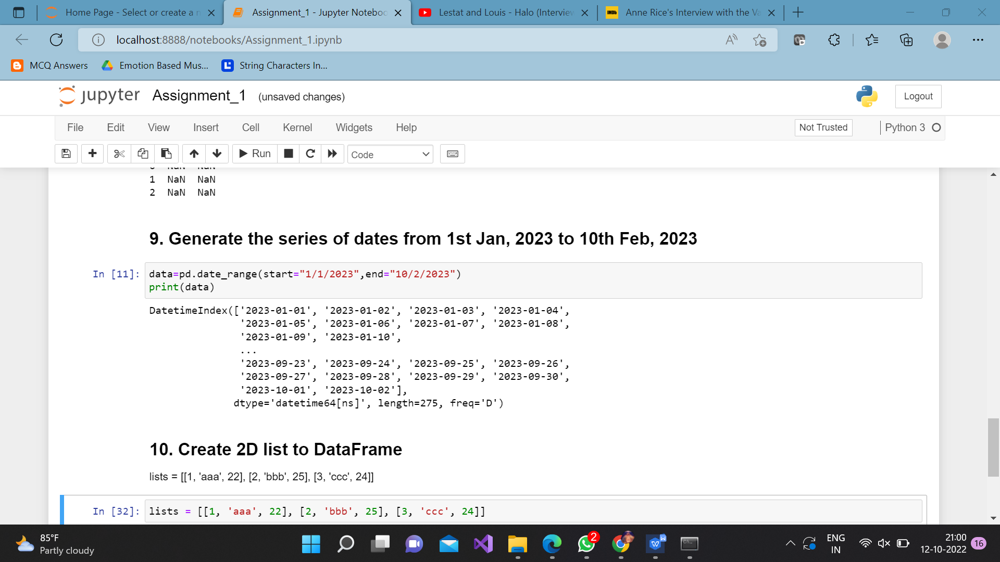 Home Page - Select or create a n
Assignment_1 - Jupyter Noteboo
Lestat and Louis - Halo (Interview
IMDb
Anne Rice's Interview with the Va
localhost:8888/notebooks/Assignment_1.ipynb
MCQ Answers
Emotion Based Mus...
String Characters In...
jupyter
Assignment_1
(unsaved changes)
Logout
File Edit View Insert Cell Kernel Widgets Help
Not Trusted
Python 3
Run
Code
0 NaN NaN
1 NaN NaN
2 NaN NaN
9. Generate the series of dates from 1st Jan, 2023 to 10th Feb, 2023
In [11]: data=pd.date_range(start="1/1/2023",end="10/2/2023")
print(data)
DatetimeIndex(['2023-01-01', '2023-01-02', '2023-01-03', '2023-01-04',
'2023-01-05', '2023-01-06', '2023-01-07', '2023-01-08',
'2023-01-09', '2023-01-10',
...
'2023-09-23', '2023-09-24', '2023-09-25', '2023-09-26',
'2023-09-27', '2023-09-28', '2023-09-29', '2023-09-30',
'2023-10-01', '2023-10-02'],
dtype='datetime64[ns]', length=275, freq='D')
10. Create 2D list to DataFrame
lists = [[1, 'aaa', 22], [2, 'bbb', 25], [3, 'ccc', 24]]
In [32]: lists = [[1, 'aaa', 22], [2, 'bbb', 25], [3, 'ccc', 24]]
85°F
Partly cloudy
2
W
ENG
IN
21:00
12-10-2022
16